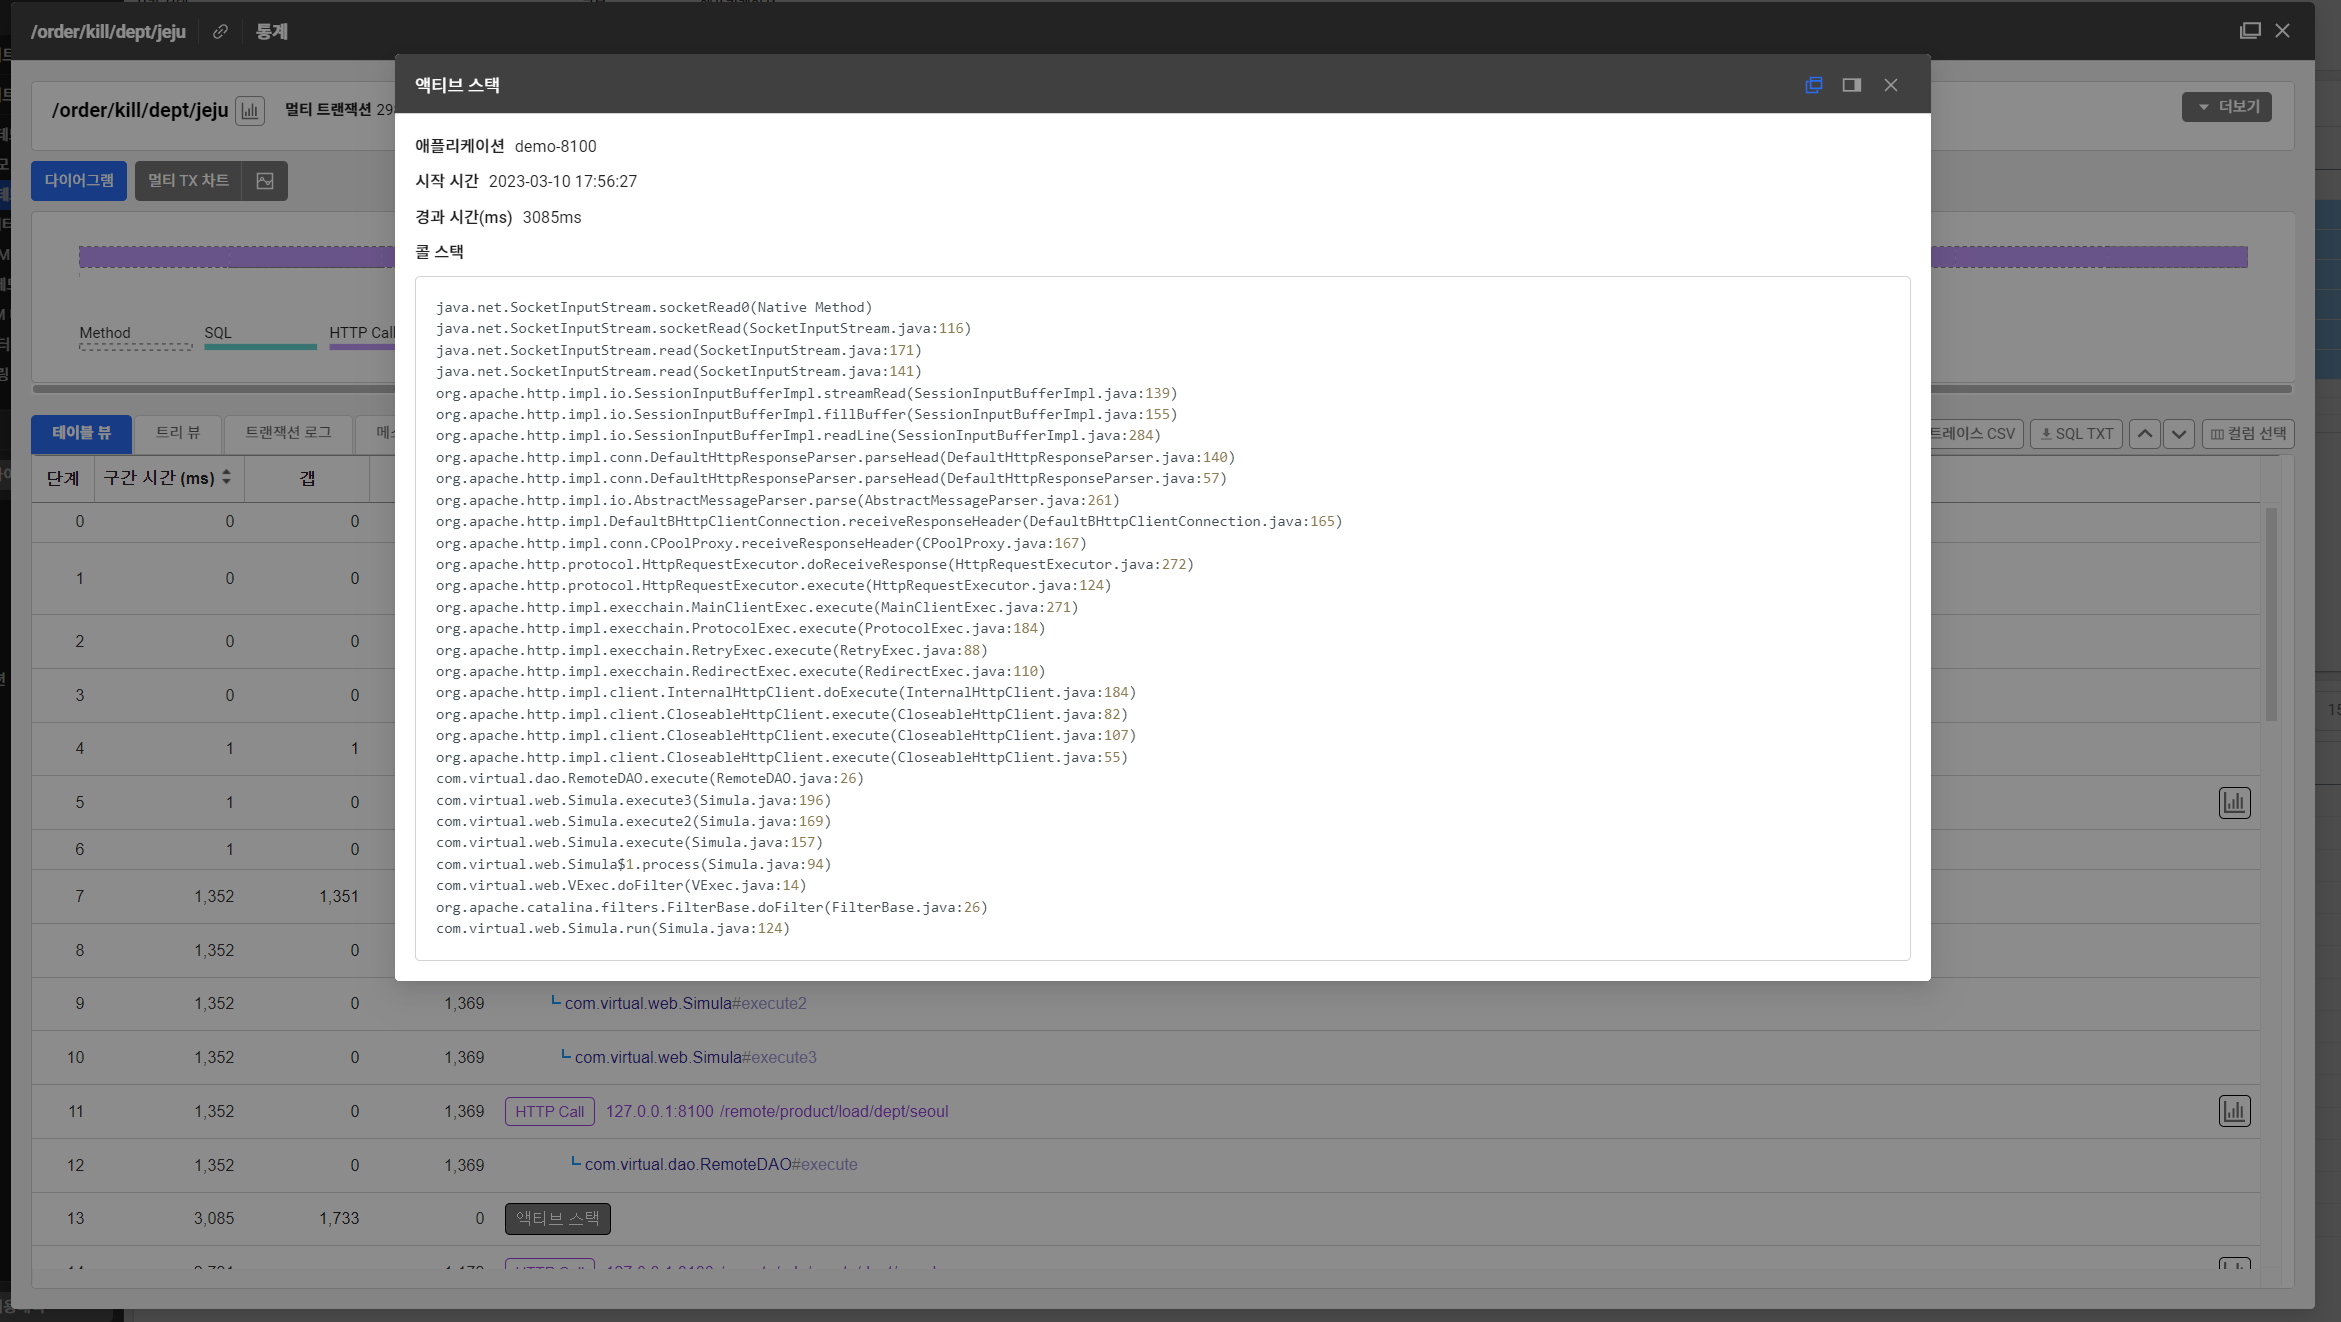 /order/kill/dept/jeju 통계
액티브 스택
/order/kill/dept/jeju 멀티 트랜잭션 29
더보기
애플리케이션 demo-8100
다이어그램 멀티 TX 차트
시작 시간 2023-03-10 17:56:27
경과 시간(ms) 3085ms
콜 스택
Method SQL HTTP Call
java.net.SocketInputStream.socketRead0(Native Method)
java.net.SocketInputStream.socketRead(SocketInputStream.java:116)
java.net.SocketInputStream.read(SocketInputStream.java:171)
java.net.SocketInputStream.read(SocketInputStream.java:141)
org.apache.http.impl.io.SessionInputBufferImpl.streamRead(SessionInputBufferImpl.java:139)
org.apache.http.impl.io.SessionInputBufferImpl.fillBuffer(SessionInputBufferImpl.java:155)
org.apache.http.impl.io.SessionInputBufferImpl.readLine(SessionInputBufferImpl.java:284)
org.apache.http.impl.conn.DefaultHttpResponseParser.parseHead(DefaultHttpResponseParser.java:140)
org.apache.http.impl.conn.DefaultHttpResponseParser.parseHead(DefaultHttpResponseParser.java:57)
org.apache.http.impl.io.AbstractMessageParser.parse(AbstractMessageParser.java:261)
org.apache.http.impl.DefaultBHttpClientConnection.receiveResponseHeader(DefaultBHttpClientConnection.java:165)
org.apache.http.impl.conn.CPoolProxy.receiveResponseHeader(CPoolProxy.java:167)
org.apache.http.protocol.HttpRequestExecutor.doReceiveResponse(HttpRequestExecutor.java:272)
org.apache.http.protocol.HttpRequestExecutor.execute(HttpRequestExecutor.java:124)
org.apache.http.impl.execchain.MainClientExec.execute(MainClientExec.java:271)
org.apache.http.impl.execchain.ProtocolExec.execute(ProtocolExec.java:184)
org.apache.http.impl.execchain.RetryExec.execute(RetryExec.java:88)
org.apache.http.impl.execchain.RedirectExec.execute(RedirectExec.java:110)
org.apache.http.impl.client.InternalHttpClient.doExecute(InternalHttpClient.java:184)
org.apache.http.impl.client.CloseableHttpClient.execute(CloseableHttpClient.java:82)
org.apache.http.impl.client.CloseableHttpClient.execute(CloseableHttpClient.java:107)
org.apache.http.impl.client.CloseableHttpClient.execute(CloseableHttpClient.java:55)
com.virtual.dao.RemoteDAO.execute(RemoteDAO.java:26)
com.virtual.web.Simula.execute3(Simula.java:196)
com.virtual.web.Simula.execute2(Simula.java:169)
com.virtual.web.Simula.execute(Simula.java:157)
com.virtual.web.Simula$1.process(Simula.java:94)
com.virtual.web.VExec.doFilter(VExec.java:14)
org.apache.catalina.filters.FilterBase.doFilter(FilterBase.java:26)
com.virtual.web.Simula.run(Simula.java:124)
테이블 뷰 트리 뷰 트랜잭션 로그 트레이스 CSV SQL TXT 컬럼 선택
단계 구간 시간 (ms) 갭
0 0 0
1 0 0
2 0 0
3 0 0
4 1 1
5 1 0
6 1 0
7 1,352 1,351
8 1,352 0
9 1,352 0 1,369 com.virtual.web.Simula#execute2
10 1,352 0 1,369 com.virtual.web.Simula#execute3
11 1,352 0 1,369 HTTP Call 127.0.0.1:8100 /remote/product/load/dept/seoul
12 1,352 0 1,369 com.virtual.dao.RemoteDAO#execute
13 3,085 1,733 0 액티브 스택